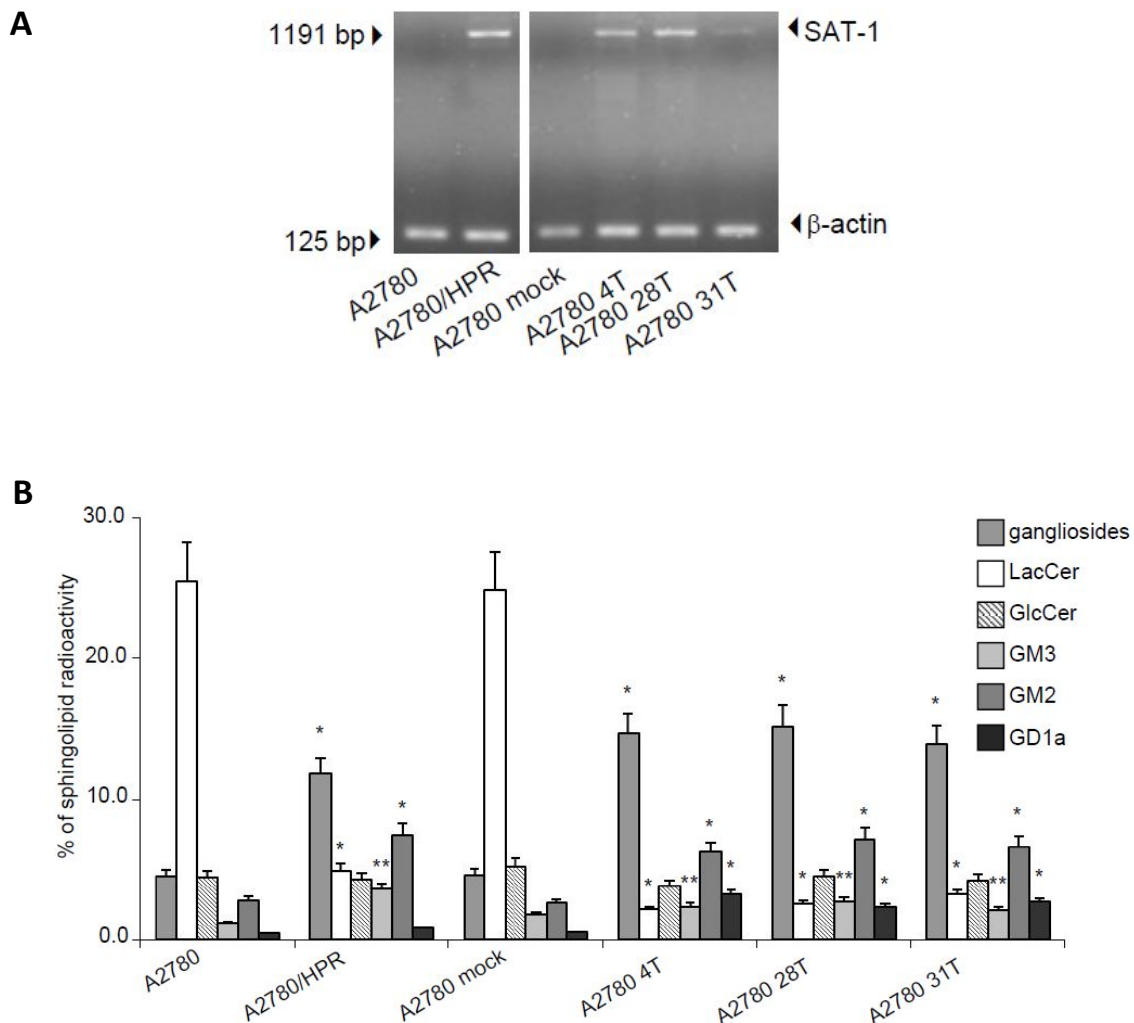 A
1191 bp
SAT-1
125 bp
β-actin
A2780
A2780/HPR
A2780 mock
A2780 4T
A2780 28T
A2780 31T
B
30.0
20.0
10.0
0.0
% of sphingolipid radioactivity
*
*
**
*
*
*
**
*
*
*
*
**
*
*
*
*
**
*
*
gangliosides
LacCer
GlcCer
GM3
GM2
GD1a
A2780
A2780/HPR
A2780 mock
A2780 4T
A2780 28T
A2780 31T